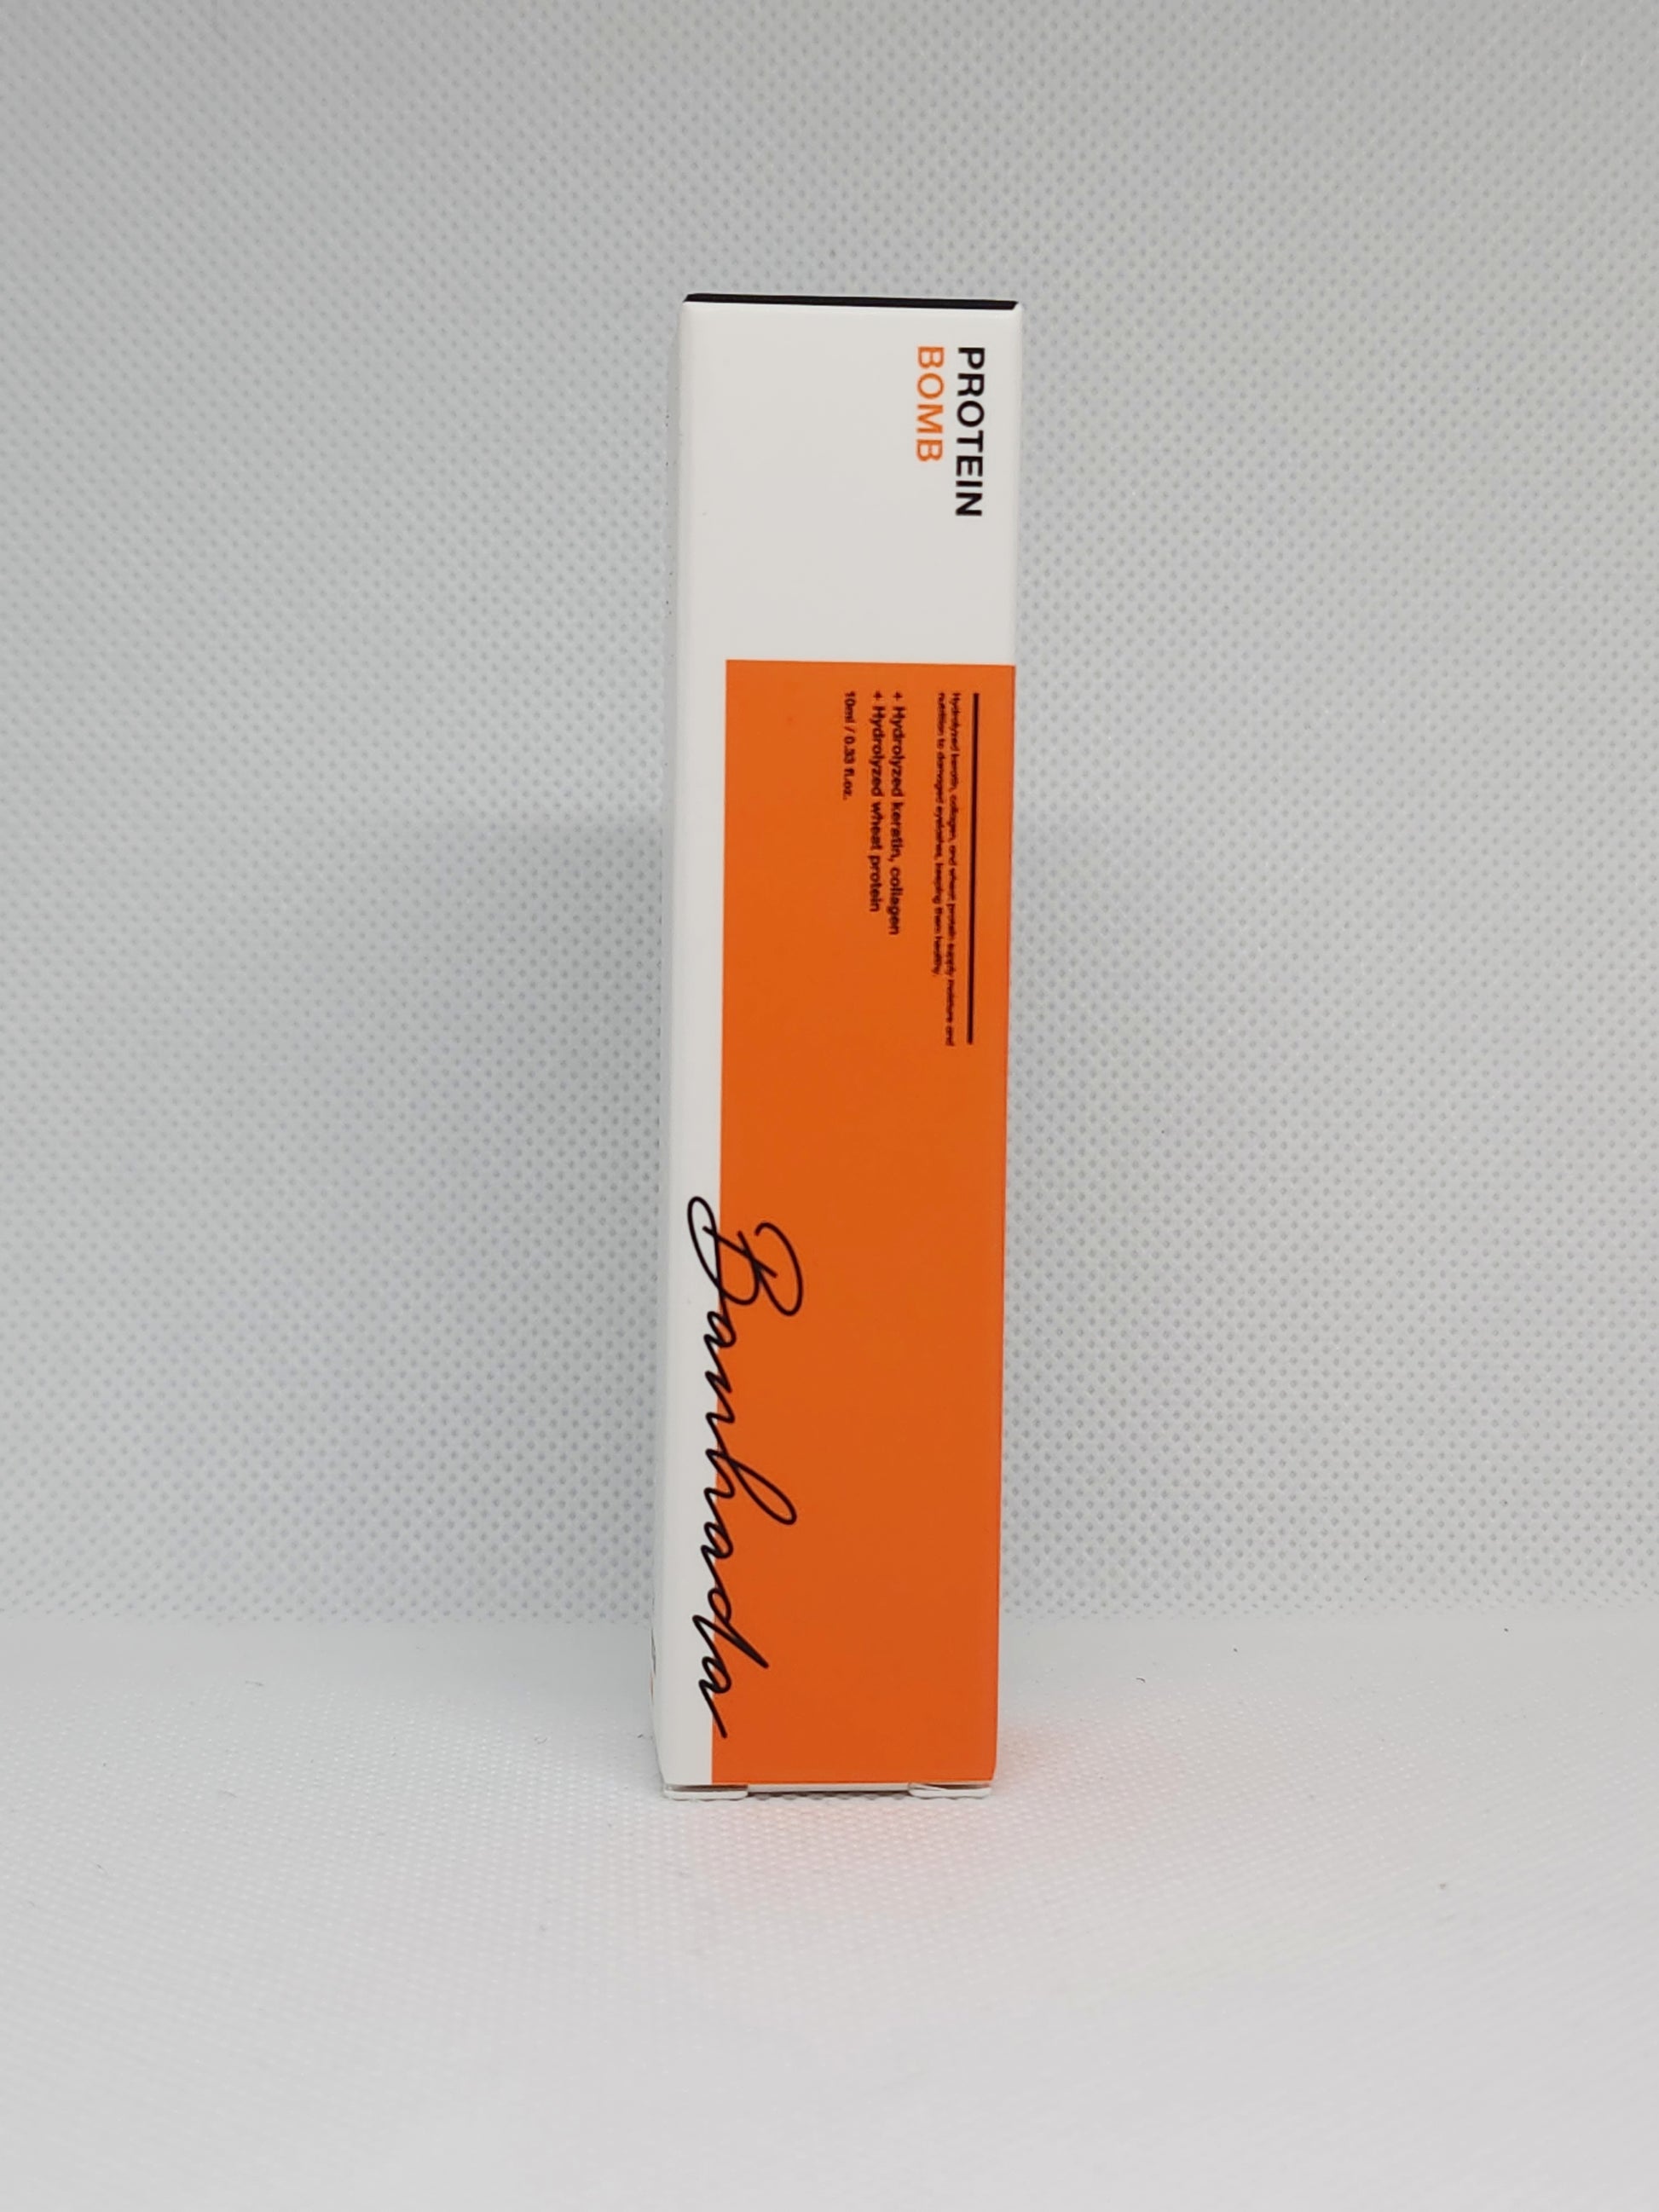 PROTEIN
BOMB
Hydrolyzed keratin, collagen, and wheat protein supply moisture and
nutrition to damaged eyelashes, keeping them healthy.
+ Hydrolyzed keratin, collagen
+ Hydrolyzed wheat protein
10ml / 0.33 fl.oz.
Banhada